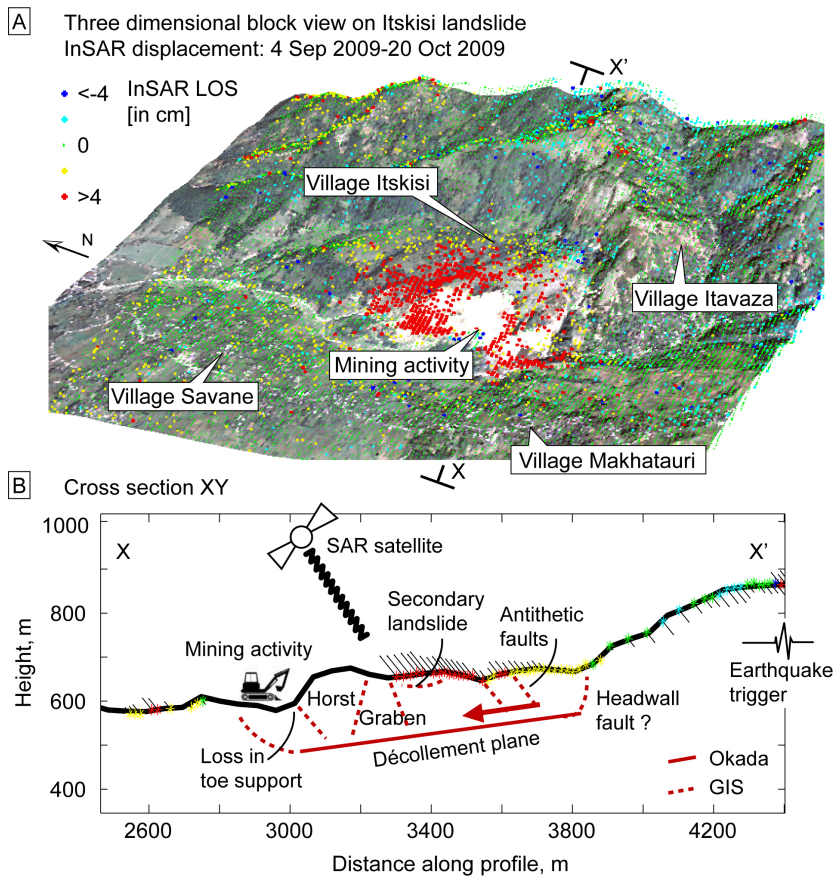 A
Three dimensional block view on Itskisi landslide
InSAR displacement: 4 Sep 2009-20 Oct 2009
X'
<-4
InSAR LOS
[in cm]
0
>4
N
Village Itskisi
Village Itavaza
Mining activity
Village Savane
Village Makhatauri
X
B
Cross section XY
1000
X
X'
SAR satellite
800
Secondary
landslide
Antithetic
faults
Mining activity
Height, m
Earthquake
trigger
600
Horst
Graben
Headwall
fault ?
Loss in
toe support
Décollement plane
Okada
GIS
400
2600
3000
3400
3800
4200
Distance along profile, m